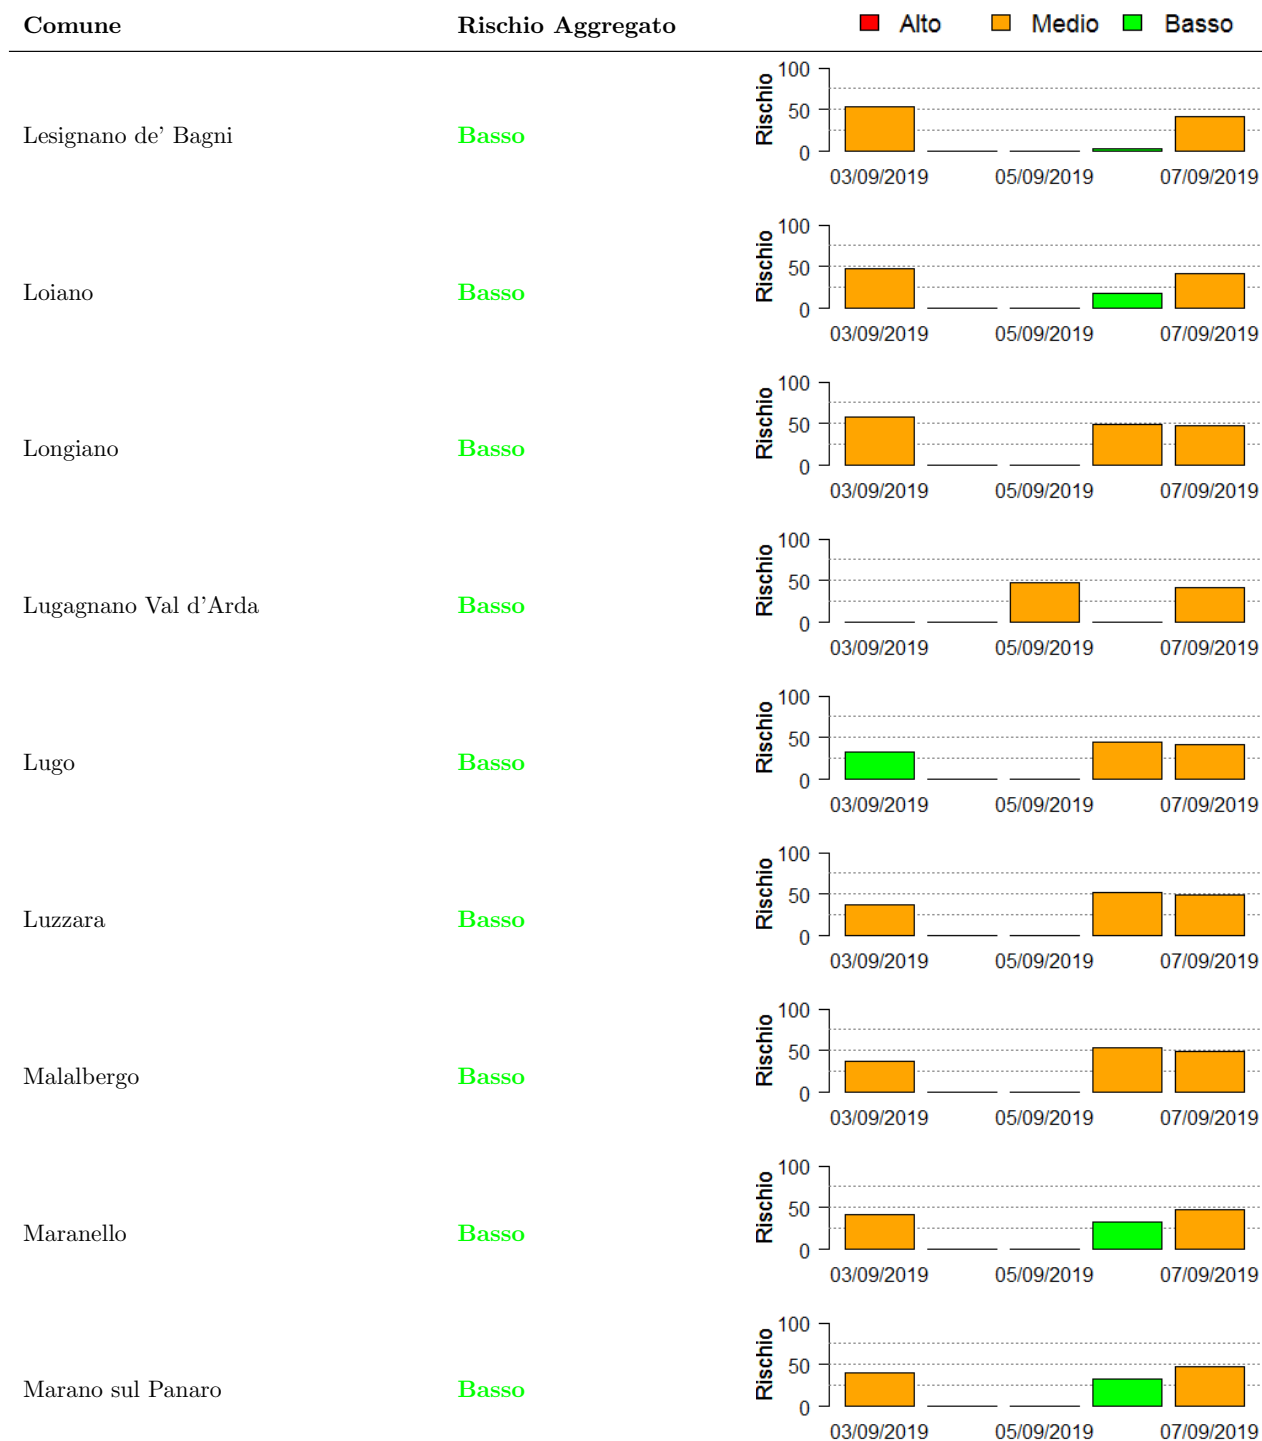 Comune Rischio Aggregato Alto Medio Basso
Lesignano de' Bagni Basso
Rischio
100
50
0
03/09/2019 05/09/2019 07/09/2019
Loiano Basso
Rischio
100
50
0
03/09/2019 05/09/2019 07/09/2019
Longiano Basso
Rischio
100
50
0
03/09/2019 05/09/2019 07/09/2019
Lugagnano Val d'Arda Basso
Rischio
100
50
0
03/09/2019 05/09/2019 07/09/2019
Lugo Basso
Rischio
100
50
0
03/09/2019 05/09/2019 07/09/2019
Luzzara Basso
Rischio
100
50
0
03/09/2019 05/09/2019 07/09/2019
Malalbergo Basso
Rischio
100
50
0
03/09/2019 05/09/2019 07/09/2019
Maranello Basso
Rischio
100
50
0
03/09/2019 05/09/2019 07/09/2019
Marano sul Panaro Basso
Rischio
100
50
0
03/09/2019 05/09/2019 07/09/2019